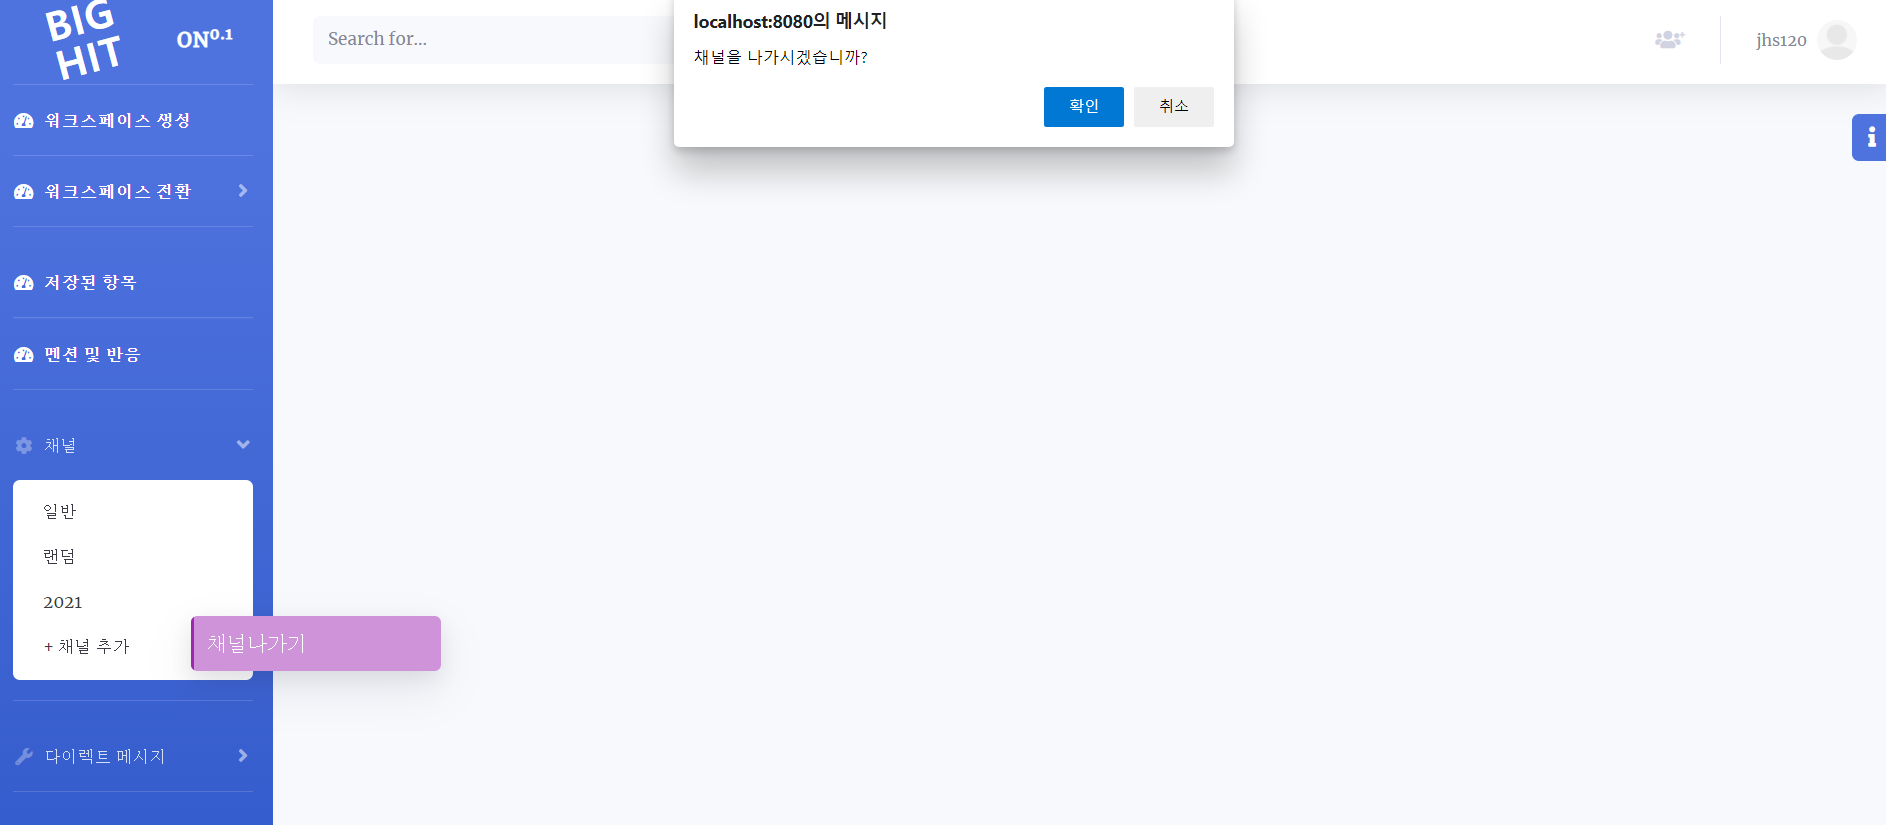 BIG
HIT
ON0.1
Search for...
localhost:8080의 메시지
채널을 나가시겠습니까?
확인
취소
jhs120
워크스페이스 생성
워크스페이스 전환
저장된 항목
멘션 및 반응
채널
일반
랜덤
2021
+ 채널 추가
채널나가기
다이렉트 메시지